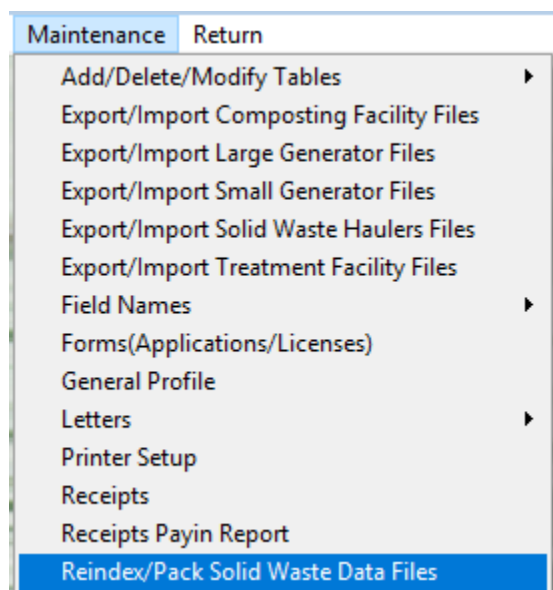 Maintenance Return
Add/Delete/Modify Tables
Export/Import Composting Facility Files
Export/Import Large Generator Files
Export/Import Small Generator Files
Export/Import Solid Waste Haulers Files
Export/Import Treatment Facility Files
Field Names
Forms(Applications/Licenses)
General Profile
Letters
Printer Setup
Receipts
Receipts Payin Report
Reindex/Pack Solid Waste Data Files